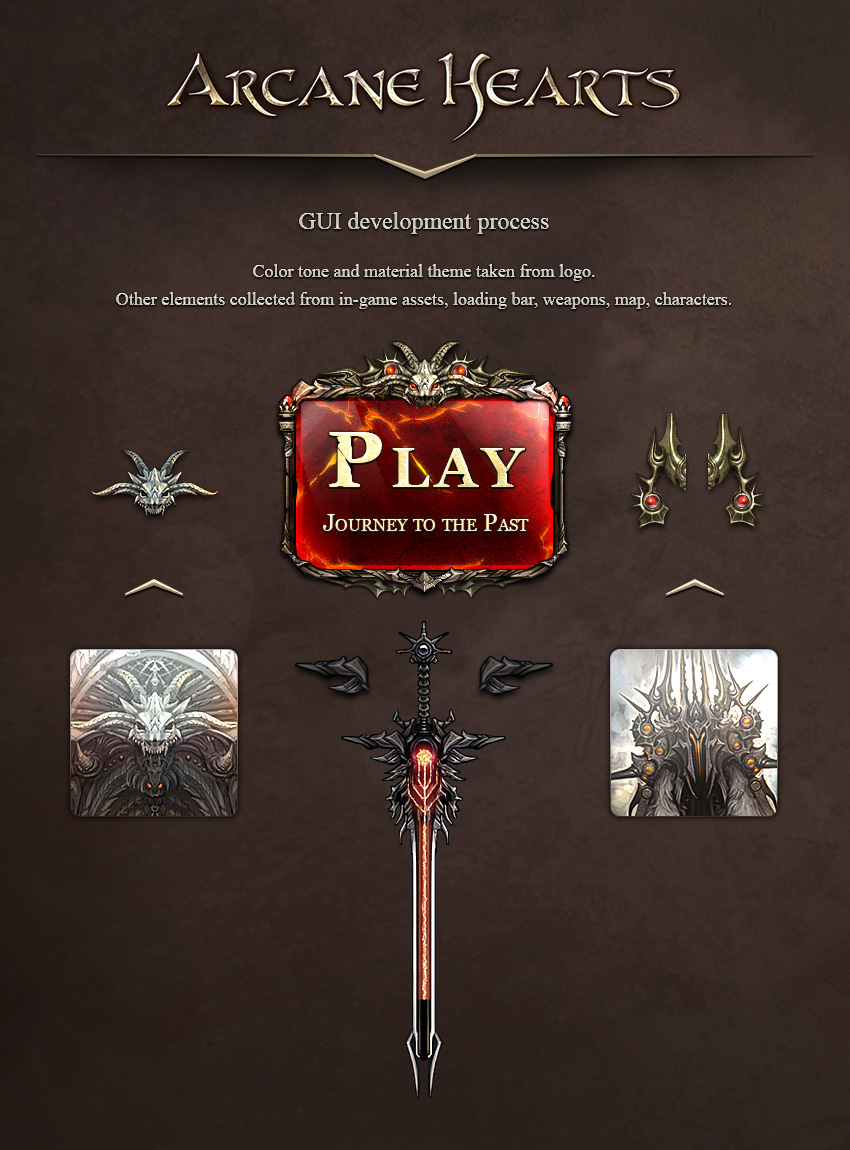 ARCANE HEARTS
GUI development process
Color tone and material theme taken from logo.
Other elements collected from in-game assets, loading bar, weapons, map, characters.
PLAY
JOURNEY TO THE PAST